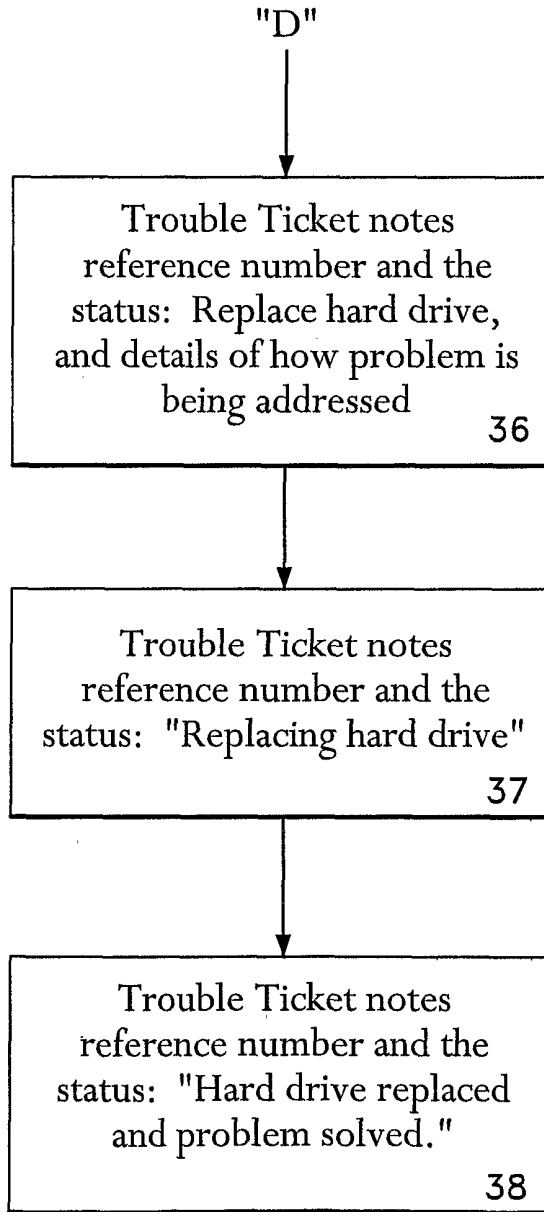 "D"
Trouble Ticket notes
reference number and the
status: Replace hard drive,
and details of how problem is
being addressed
36
Trouble Ticket notes
reference number and the
status: "Replacing hard drive"
37
Trouble Ticket notes
reference number and the
status: "Hard drive replaced
and problem solved."
38